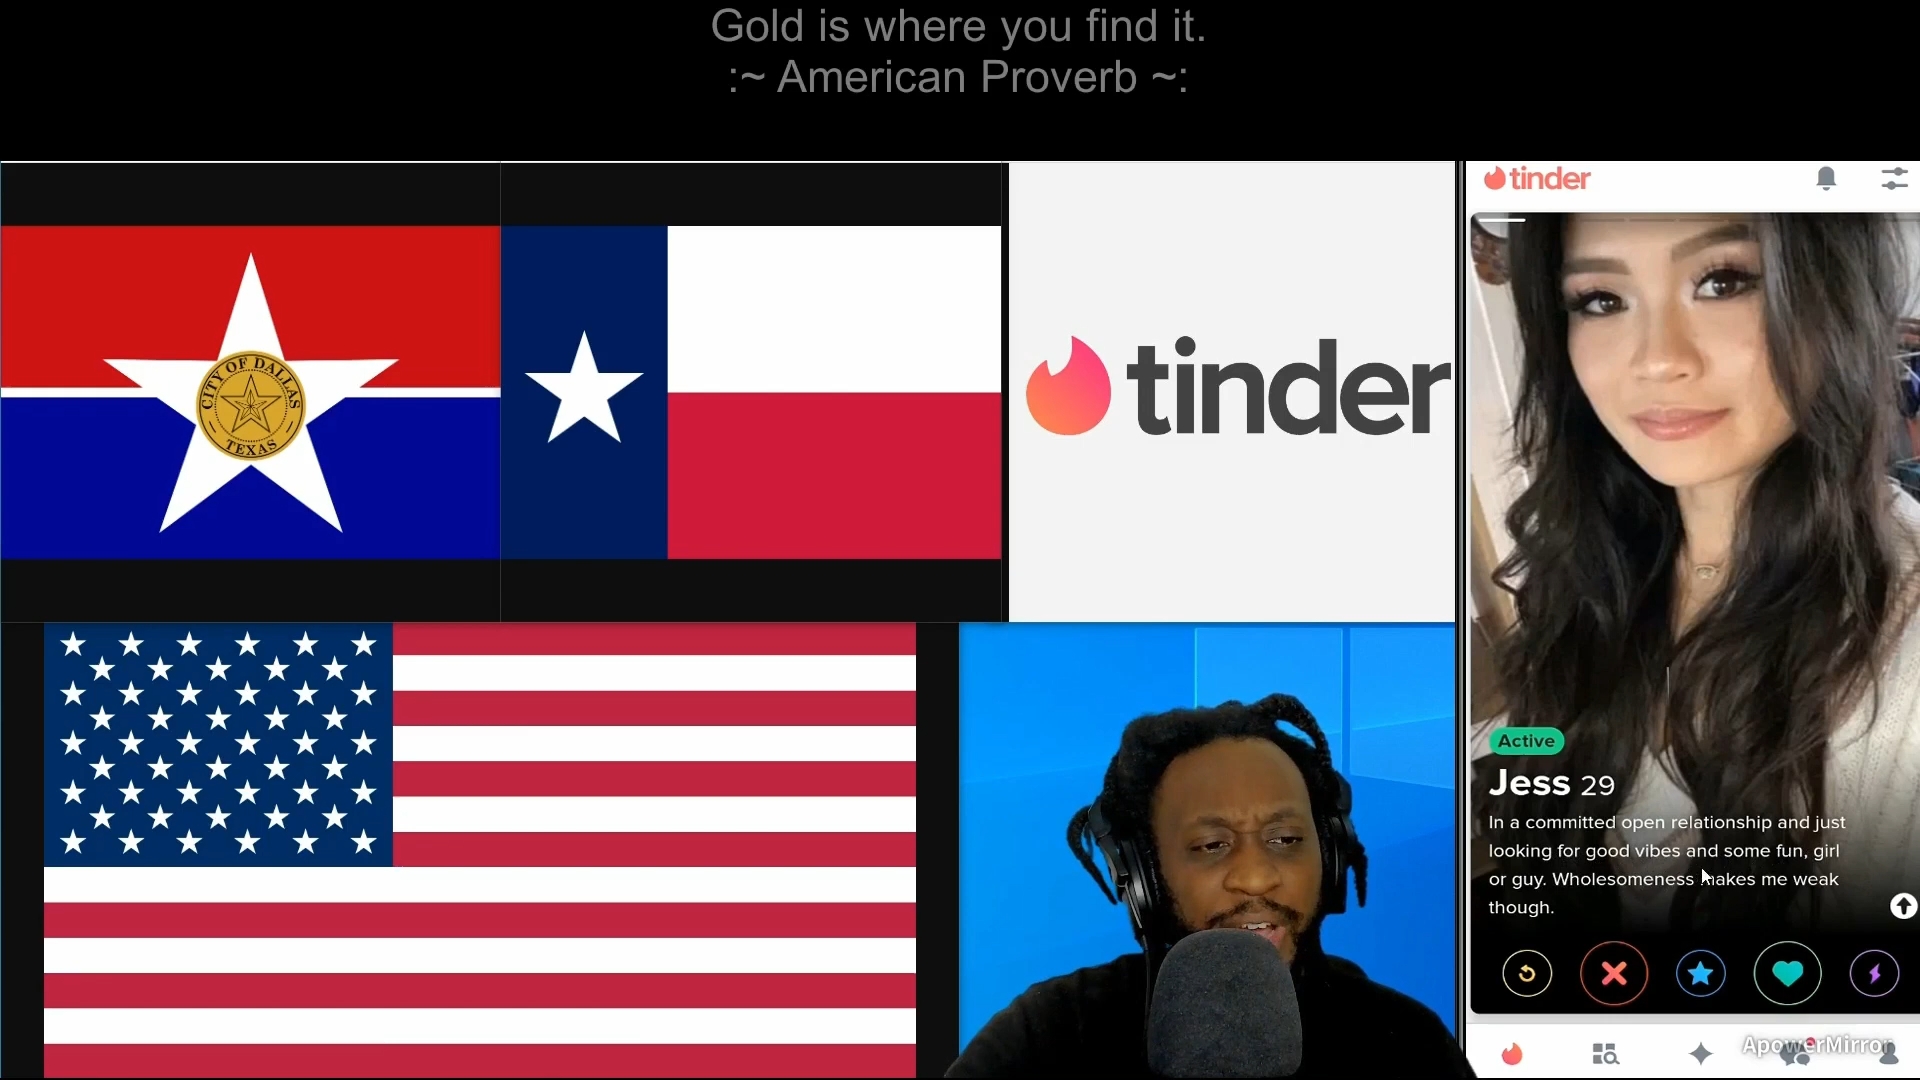 Gold is where you find it.
:~ American Proverb ~:
CITY OF DALLAS
TEXAS
tinder
tinder
Active
Jess 29
In a committed open relationship and just
looking for good vibes and some fun, girl
or guy. Wholesomeness makes me weak
though.
ApowerMirror